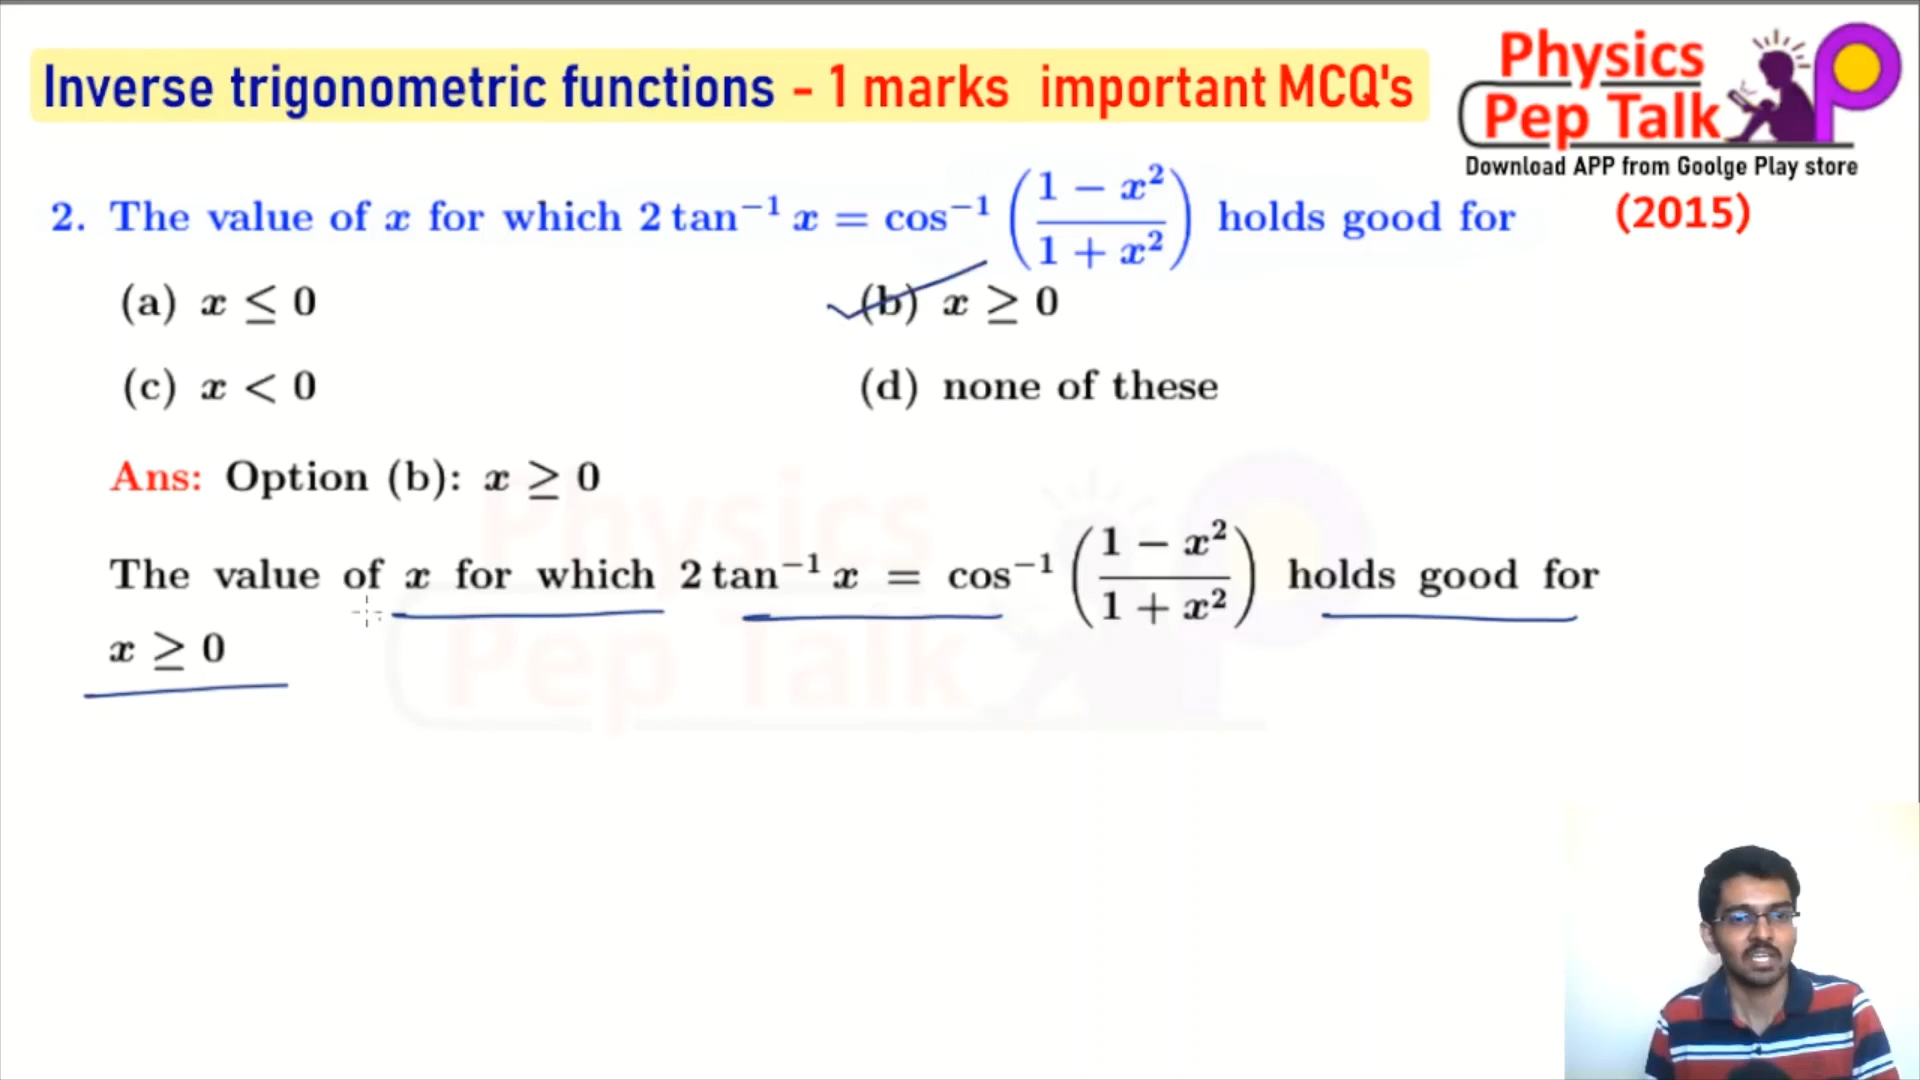 Inverse trigonometric functions - 1 marks important MCQ's
Physics
Pep Talk
Download APP from Goolge Play store
2. The value of x for which 2 tan⁻¹ x = cos⁻¹ ((1 − x²)/(1 + x²)) holds good for (2015)
(a) x ≤ 0 (b) x ≥ 0
(c) x < 0 (d) none of these
Ans: Option (b): x ≥ 0
The value of x for which 2 tan⁻¹ x = cos⁻¹ ((1 − x²)/(1 + x²)) holds good for
x ≥ 0
Physics
Pep Talk